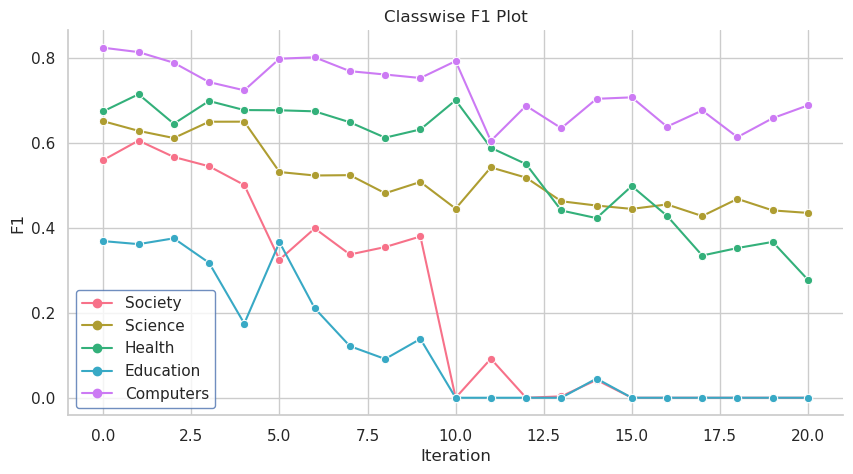 Classwise F1 Plot
F1
0.8
0.6
0.4
0.2
0.0
Society
Science
Health
Education
Computers
0.0 2.5 5.0 7.5 10.0 12.5 15.0 17.5 20.0
Iteration